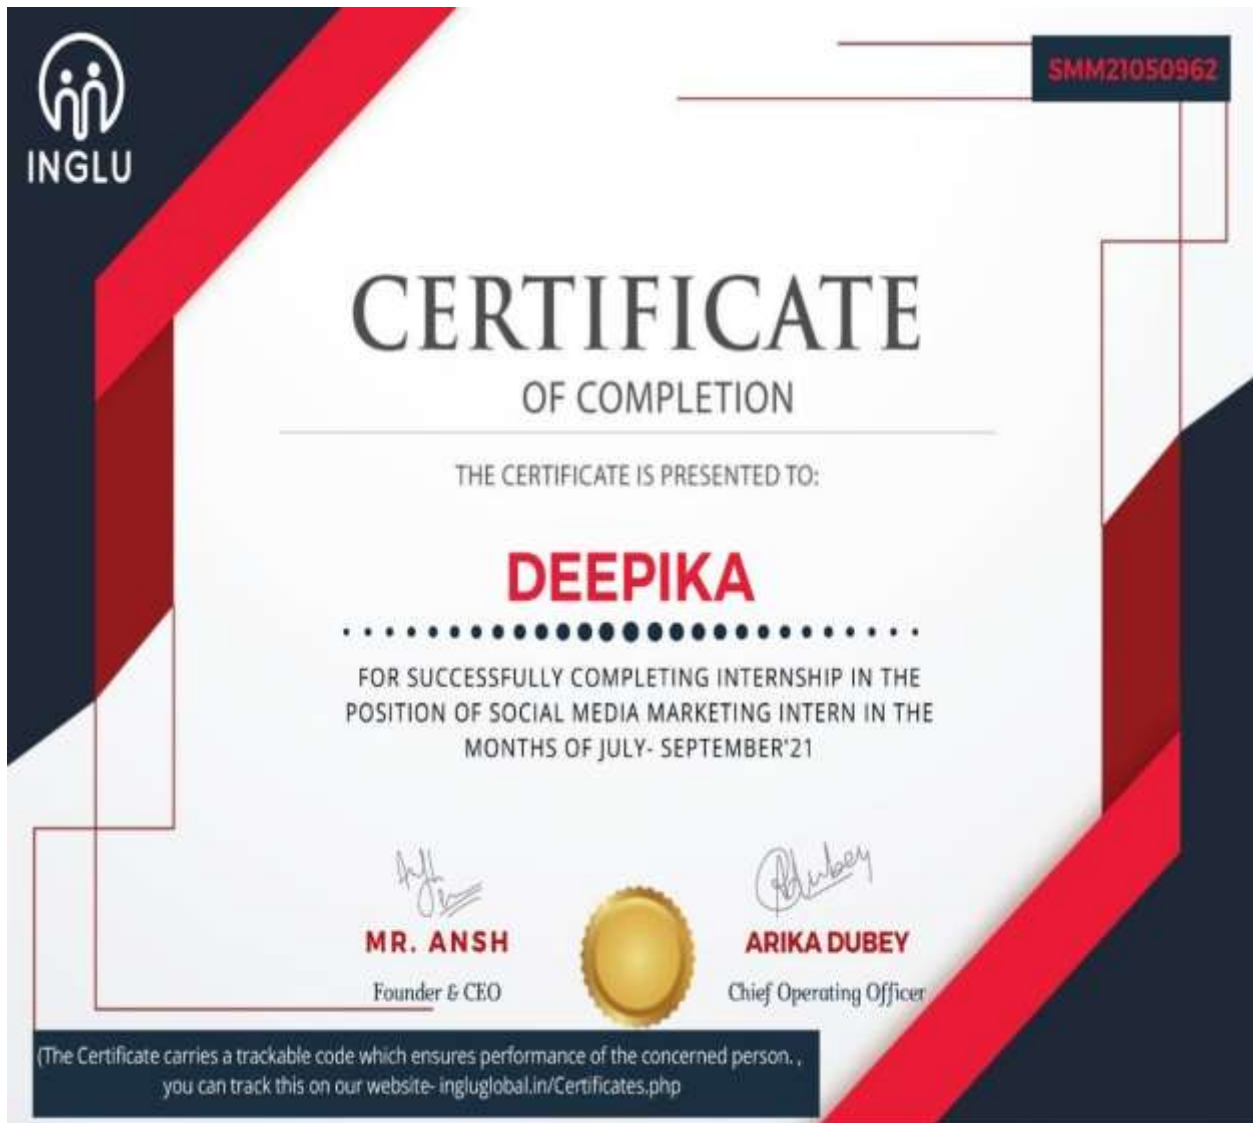 INGLU
SMM21050962
CERTIFICATE
OF COMPLETION
THE CERTIFICATE IS PRESENTED TO:
DEEPIKA
FOR SUCCESSFULLY COMPLETING INTERNSHIP IN THE
POSITION OF SOCIAL MEDIA MARKETING INTERN IN THE
MONTHS OF JULY- SEPTEMBER'21
MR. ANSH
Founder & CEO
ADubey
ARIKA DUBEY
Chief Operating Officer
(The Certificate carries a trackable code which ensures performance of the concerned person. ,
you can track this on our website- ingluglobal.in/Certificates.php